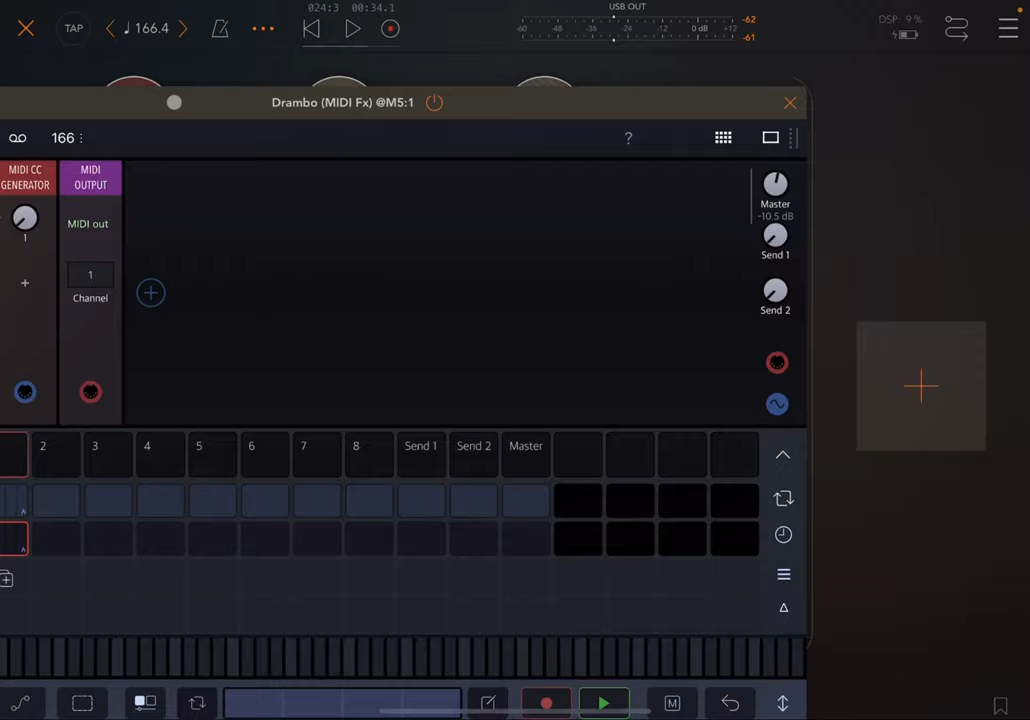 024:3 00:34.1
USB OUT
TAP
♩166.4
-60 -48 -36 -24 -12 0 dB +12
-62
-61
DSP: 9 %
Drambo (MIDI Fx) @M5:1
166
?
MIDI CC
GENERATOR
MIDI
OUTPUT
1
MIDI out
1
Channel
Master
-10.5 dB
Send 1
Send 2
2 3 4 5 6 7 8 Send 1 Send 2 Master
A
A
M